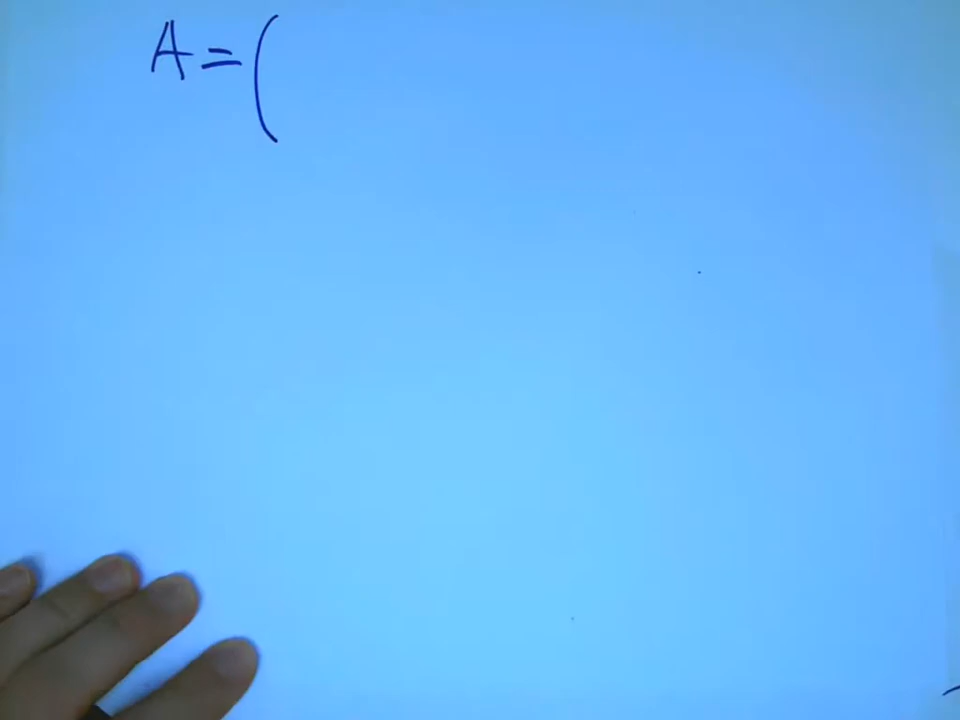 A = (